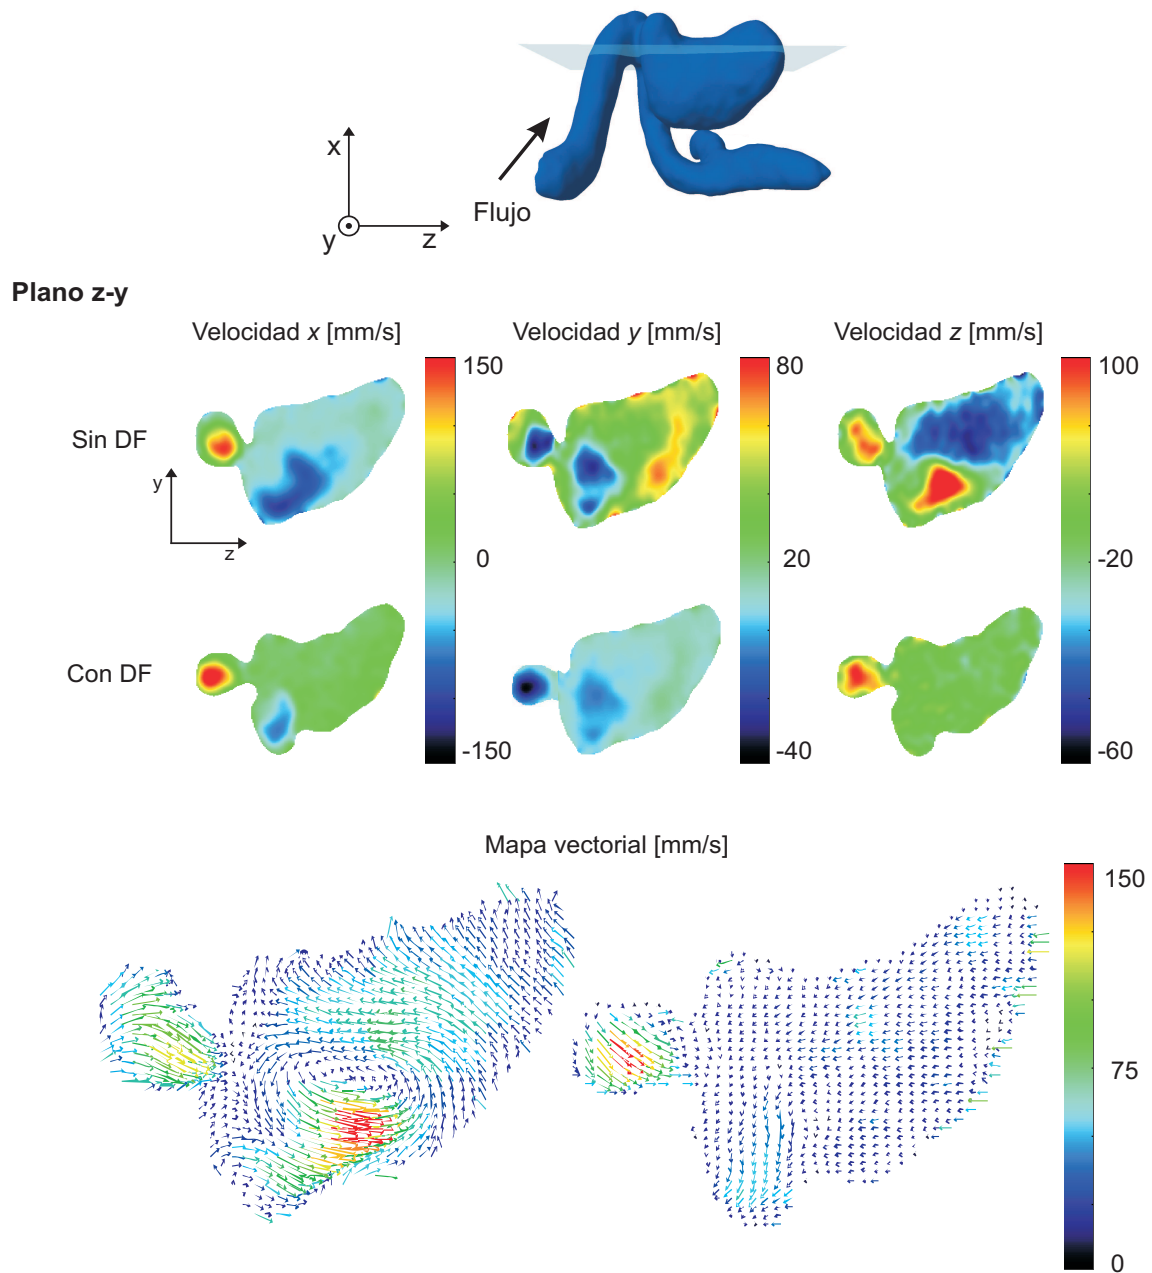 x
y
z
Flujo
Plano z-y
Velocidad x [mm/s]
Velocidad y [mm/s]
Velocidad z [mm/s]
150
80
100
Sin DF
y
z
0
20
-20
Con DF
-150
-40
-60
Mapa vectorial [mm/s]
150
75
0